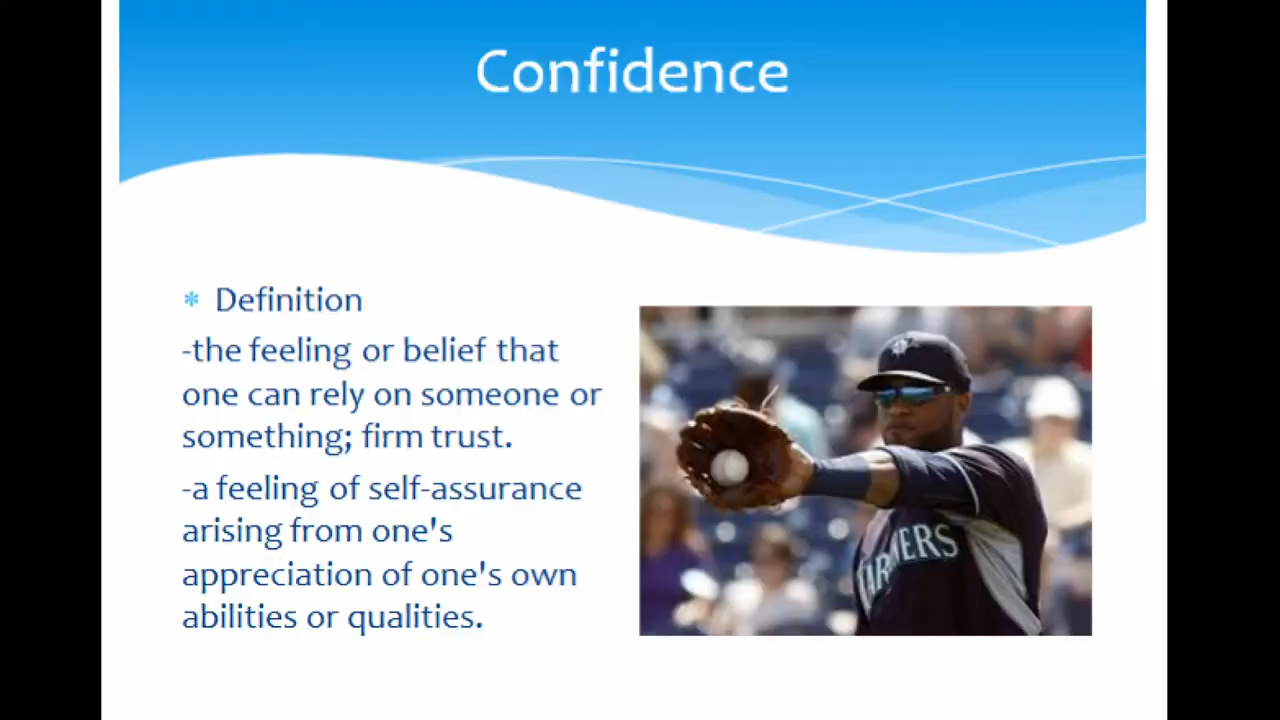 Confidence
* Definition
-the feeling or belief that
one can rely on someone or
something; firm trust.
-a feeling of self-assurance
arising from one's
appreciation of one's own
abilities or qualities.
MARINERS